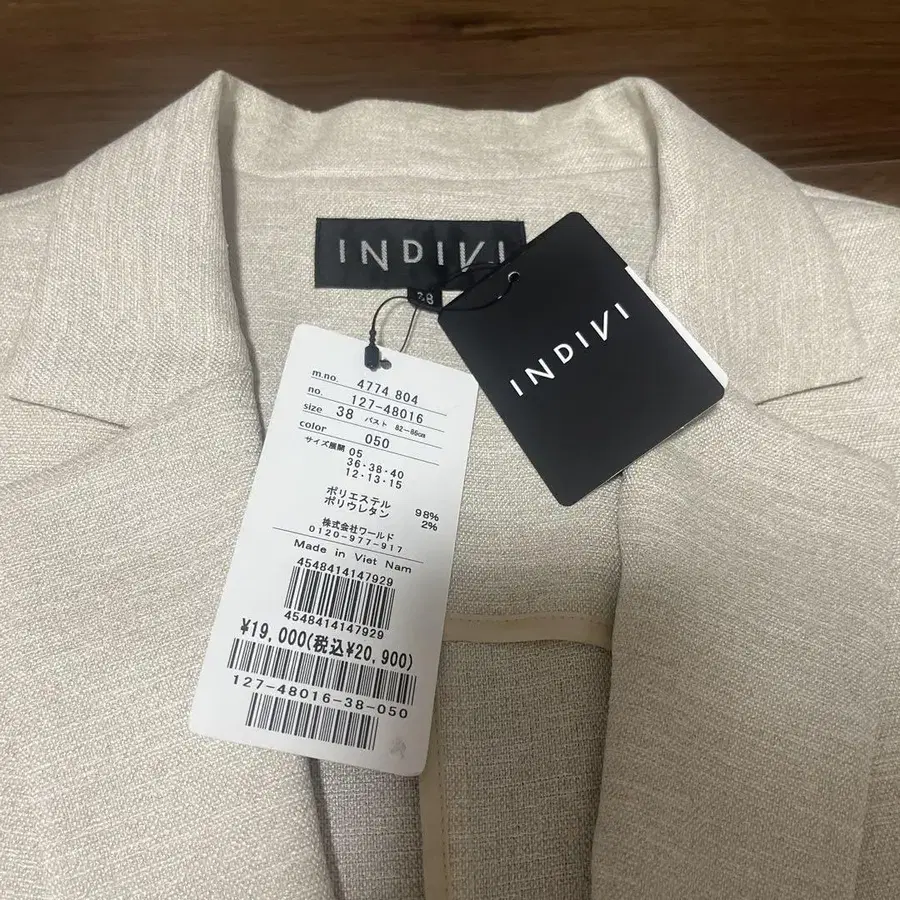 INDIVI
38
INDIVI
m.no. 4774 804
no. 127-48016
size 38 バスト 82-86cm
color 050
サイズ展開 05
36・38・40
12・13・15
ポリエステル 98%
ポリウレタン 2%
株式会社ワールド
0120-977-917
Made in Viet Nam
4548414147929
4548414147929
¥19,000(税込¥20,900)
127-48016-38-050